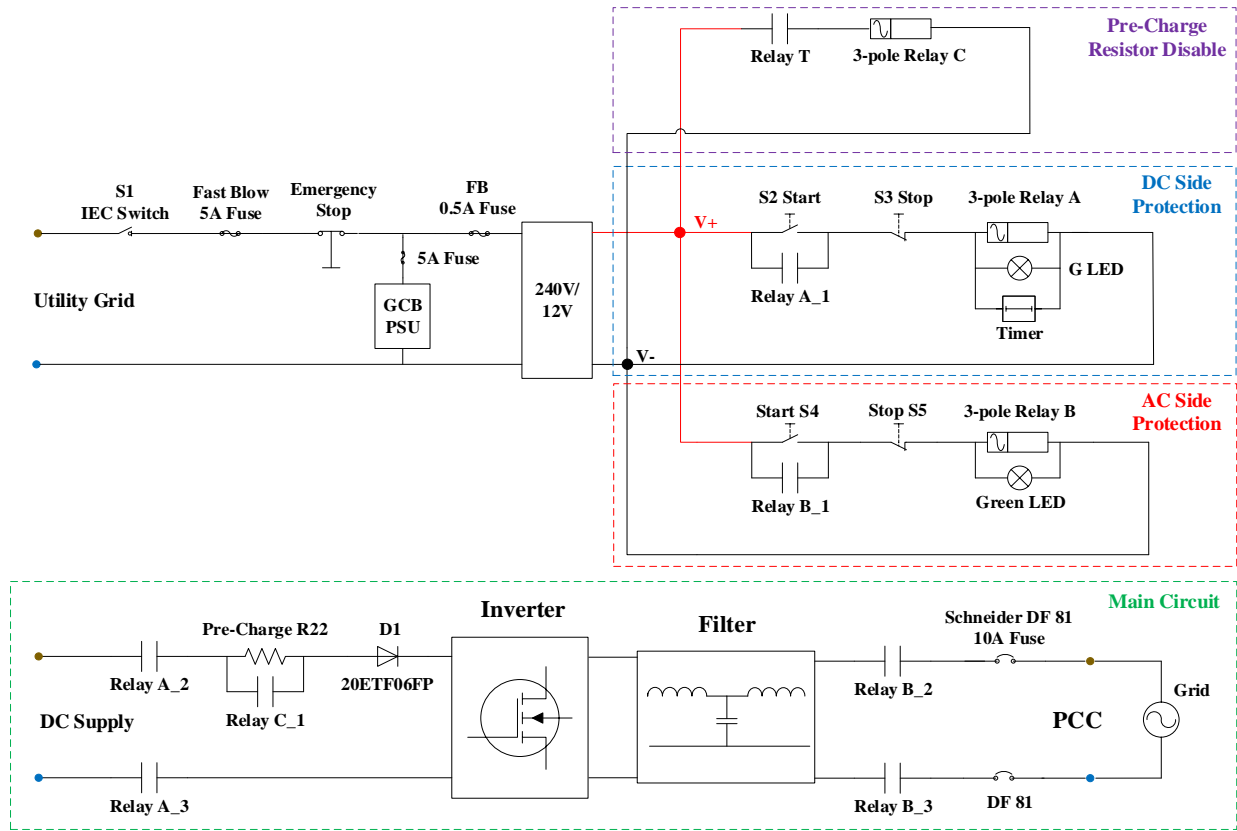 Pre-Charge
Resistor Disable
Relay T
3-pole Relay C
S1
IEC Switch
Fast Blow
5A Fuse
Emergency
Stop
FB
0.5A Fuse
5A Fuse
Utility Grid
GCB
PSU
240V/
12V
V+
V-
DC Side
Protection
S2 Start
S3 Stop
3-pole Relay A
Relay A_1
G LED
Timer
AC Side
Protection
Start S4
Stop S5
3-pole Relay B
Relay B_1
Green LED
Main Circuit
Relay A_2
Pre-Charge R22
Relay C_1
D1
20ETF06FP
DC Supply
Relay A_3
Inverter
Filter
Relay B_2
Schneider DF 81
10A Fuse
Grid
PCC
Relay B_3
DF 81